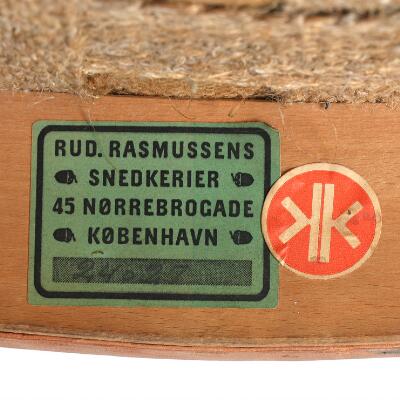 RUD. RASMUSSENS
SNEDKERIER
45 NØRREBROGADE
KØBENHAVN